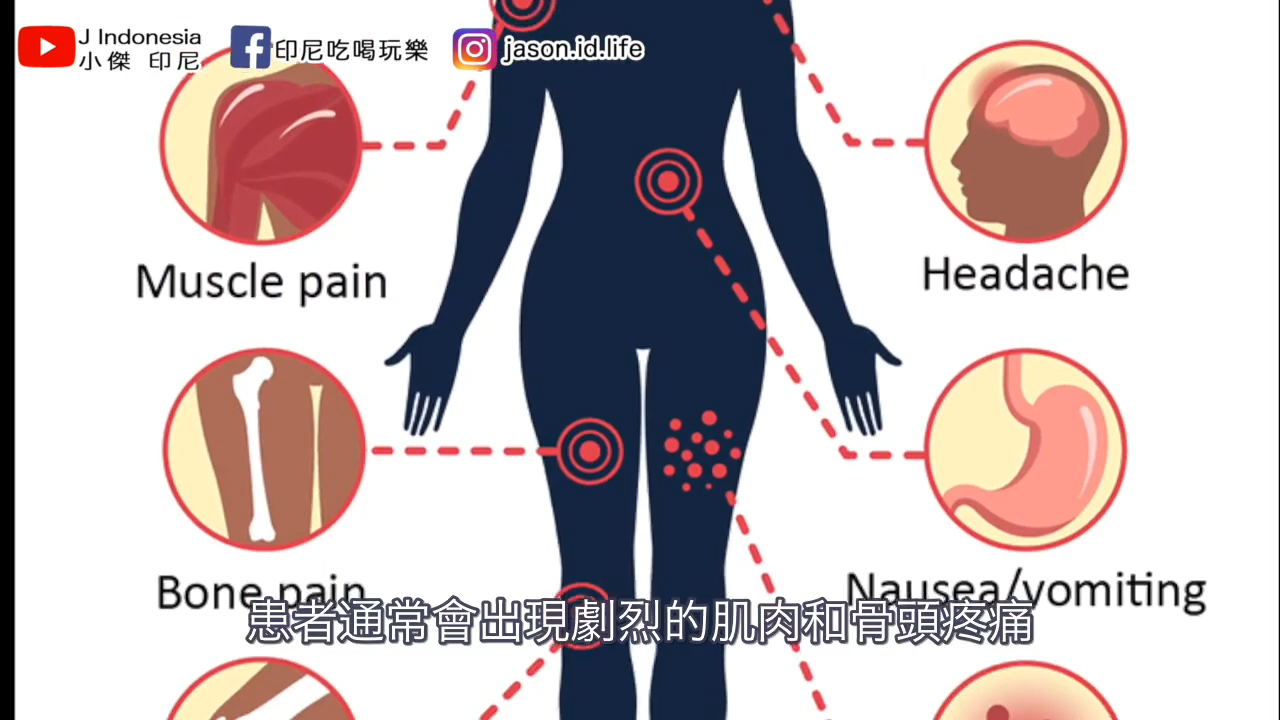 J Indonesia
小傑 印尼
印尼吃喝玩樂
jason.id.life
Muscle pain
Headache
Bone pain
Nausea/vomiting
患者通常會出現劇烈的肌肉和骨頭疼痛